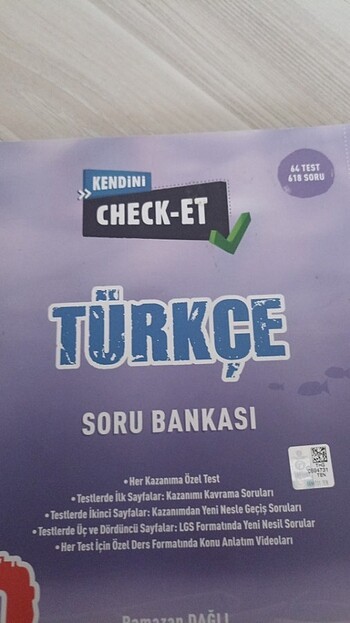 64 TEST
618 SORU
KENDİNİ
CHECK-ET
TÜRKÇE
SORU BANKASI
• Her Kazanıma Özel Test
• Testlerde İlk Sayfalar: Kazanımı Kavrama Soruları
• Testlerde İkinci Sayfalar: Kazanımdan Yeni Nesle Geçiş Soruları
• Testlerde Üç ve Dördüncü Sayfalar: LGS Formatında Yeni Nesil Sorular
• Her Test İçin Özel Ders Formatında Konu Anlatım Videoları
Ramazan DAĞLI